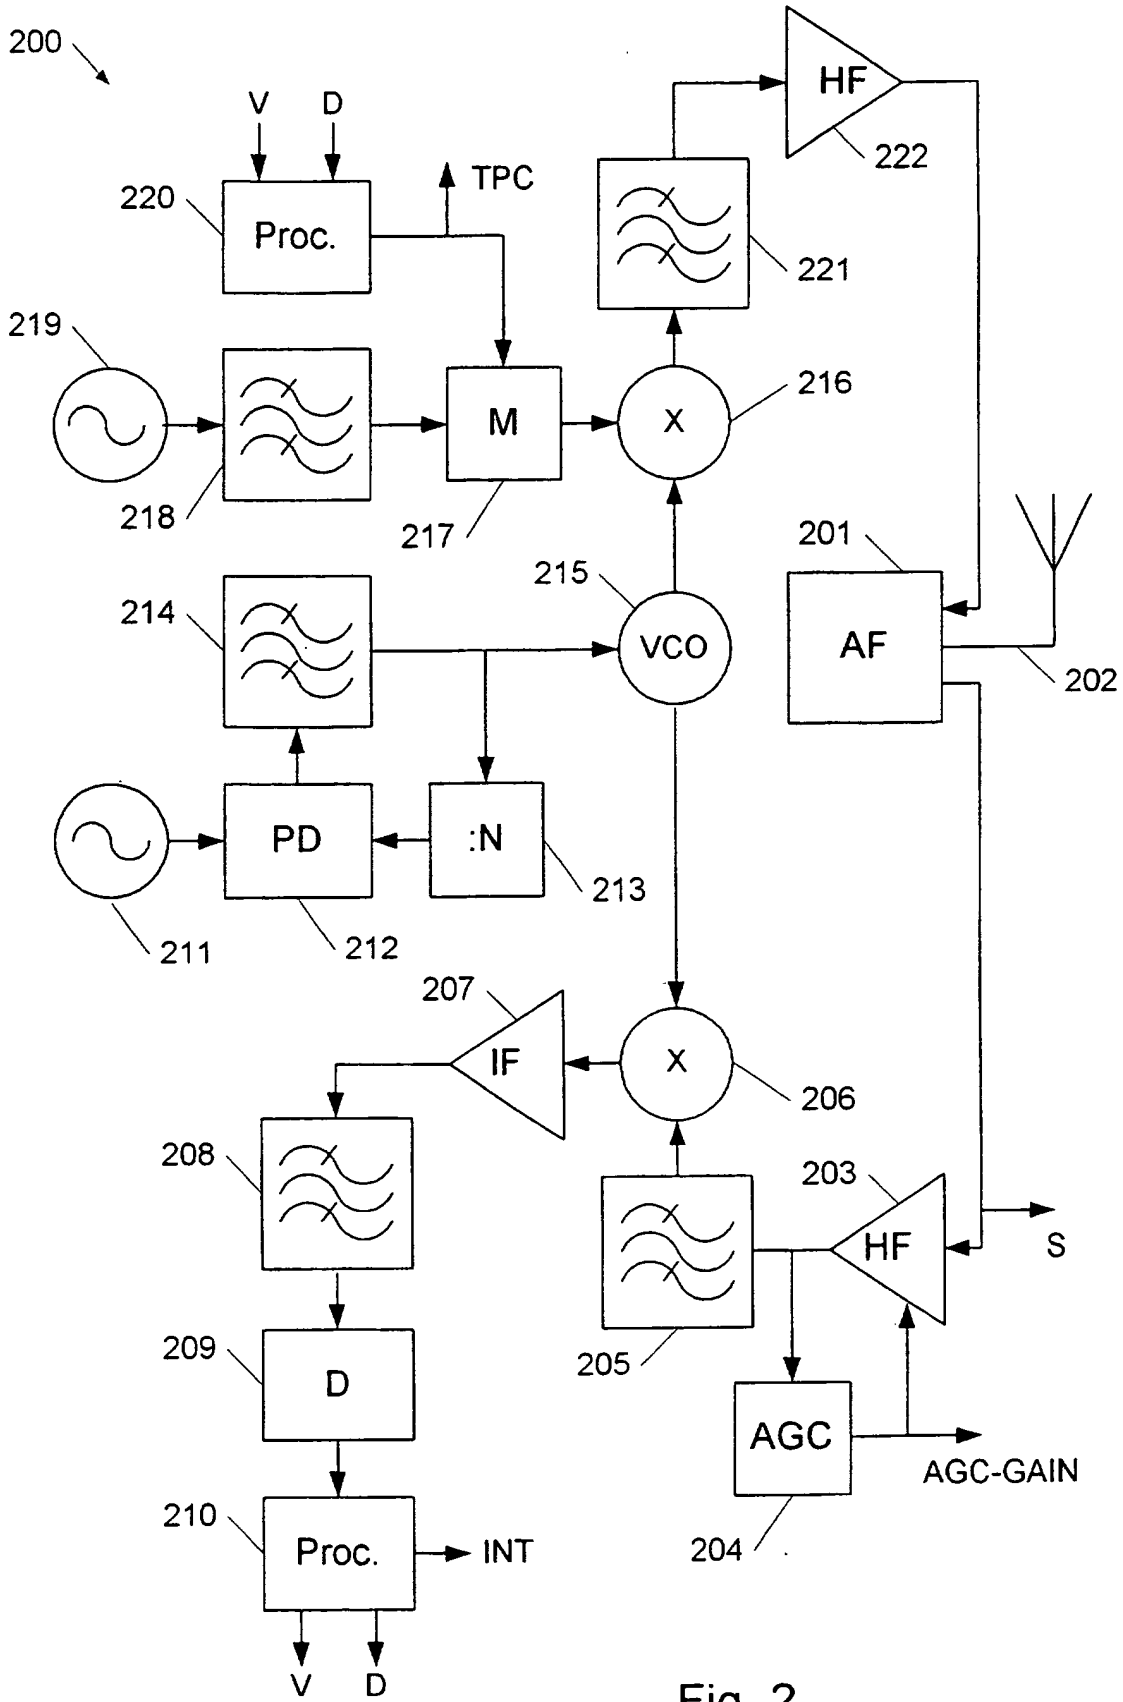 200
V D
TPC
220
Proc.
HF
222
221
219
218
M
217
X
216
201
215
214
VCO
AF
202
PD
:N
213
211
212
207
IF
X
206
208
203
HF
S
205
209
D
AGC
AGC-GAIN
204
210
Proc.
INT
V D
Fig. 2